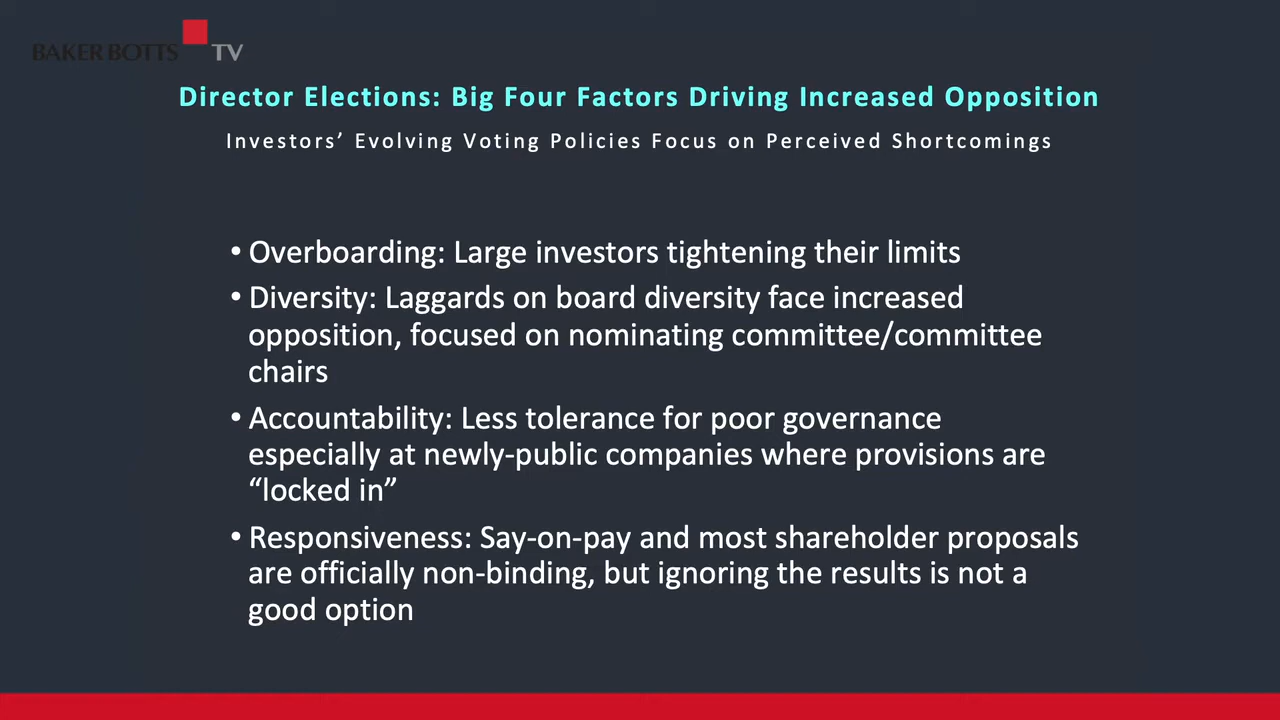 BAKER BOTTS TV
Director Elections: Big Four Factors Driving Increased Opposition
Investors’ Evolving Voting Policies Focus on Perceived Shortcomings
• Overboarding: Large investors tightening their limits
• Diversity: Laggards on board diversity face increased
opposition, focused on nominating committee/committee
chairs
• Accountability: Less tolerance for poor governance
especially at newly-public companies where provisions are
“locked in”
• Responsiveness: Say-on-pay and most shareholder proposals
are officially non-binding, but ignoring the results is not a
good option